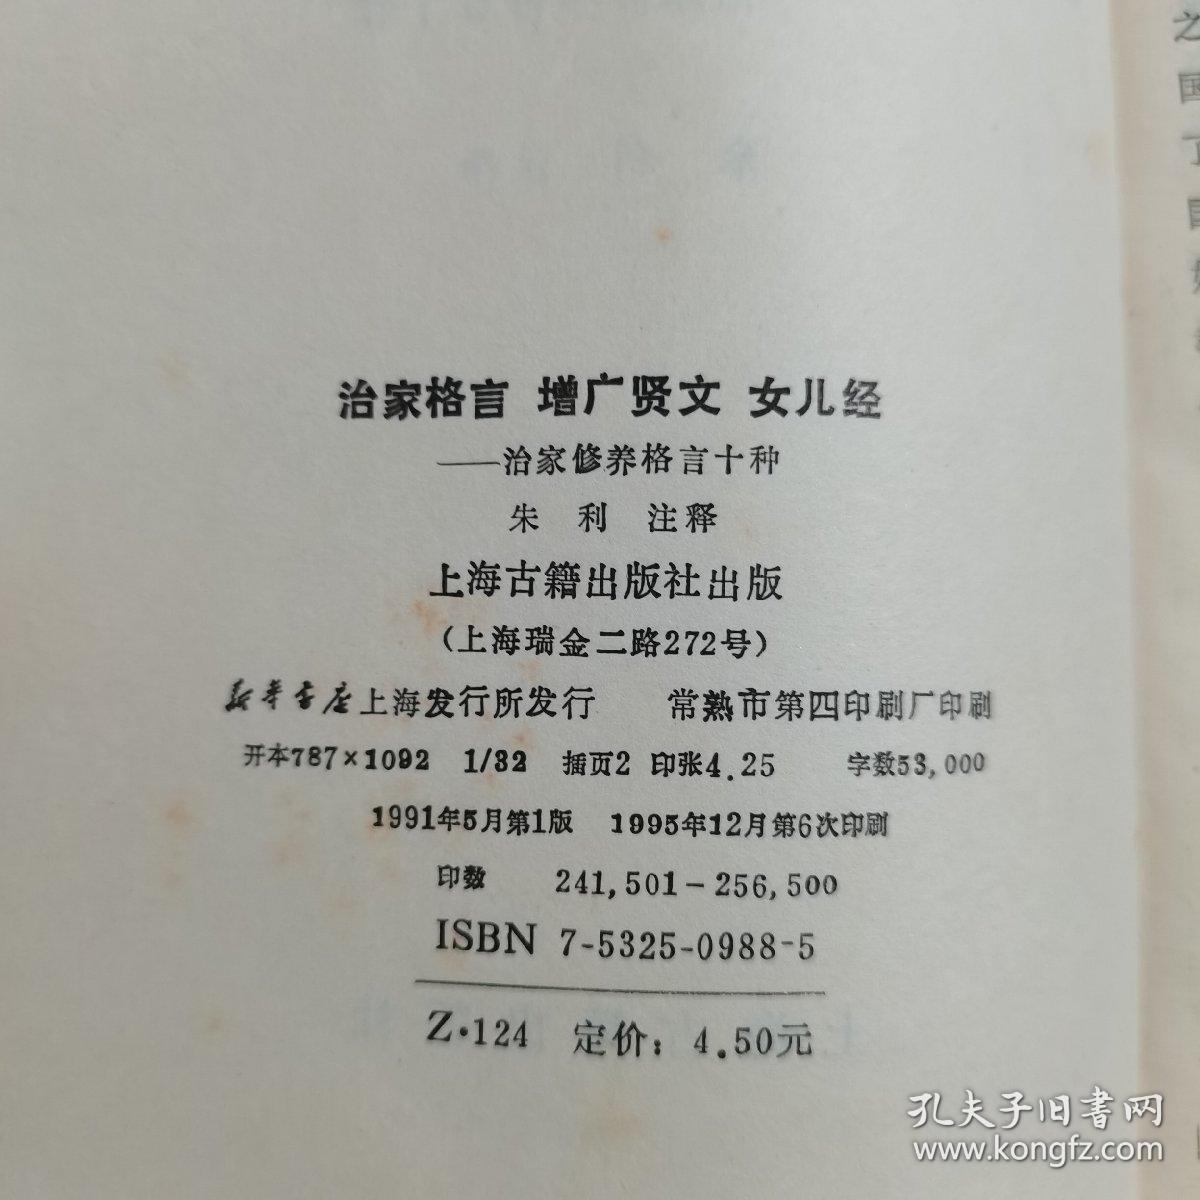 治家格言 增广贤文 女儿经
——治家修养格言十种
朱 利 注释
上海古籍出版社出版
(上海瑞金二路272号)
新华书店上海发行所发行 常熟市第四印刷厂印刷
开本787×1092 1/32 插页2 印张4.25 字数53,000
1991年5月第1版 1995年12月第6次印刷
印数 241,501－256,500
ISBN 7-5325-0988-5
Z·124 定价：4.50元
之
国
了
孔夫子旧书网
www.kongfz.com